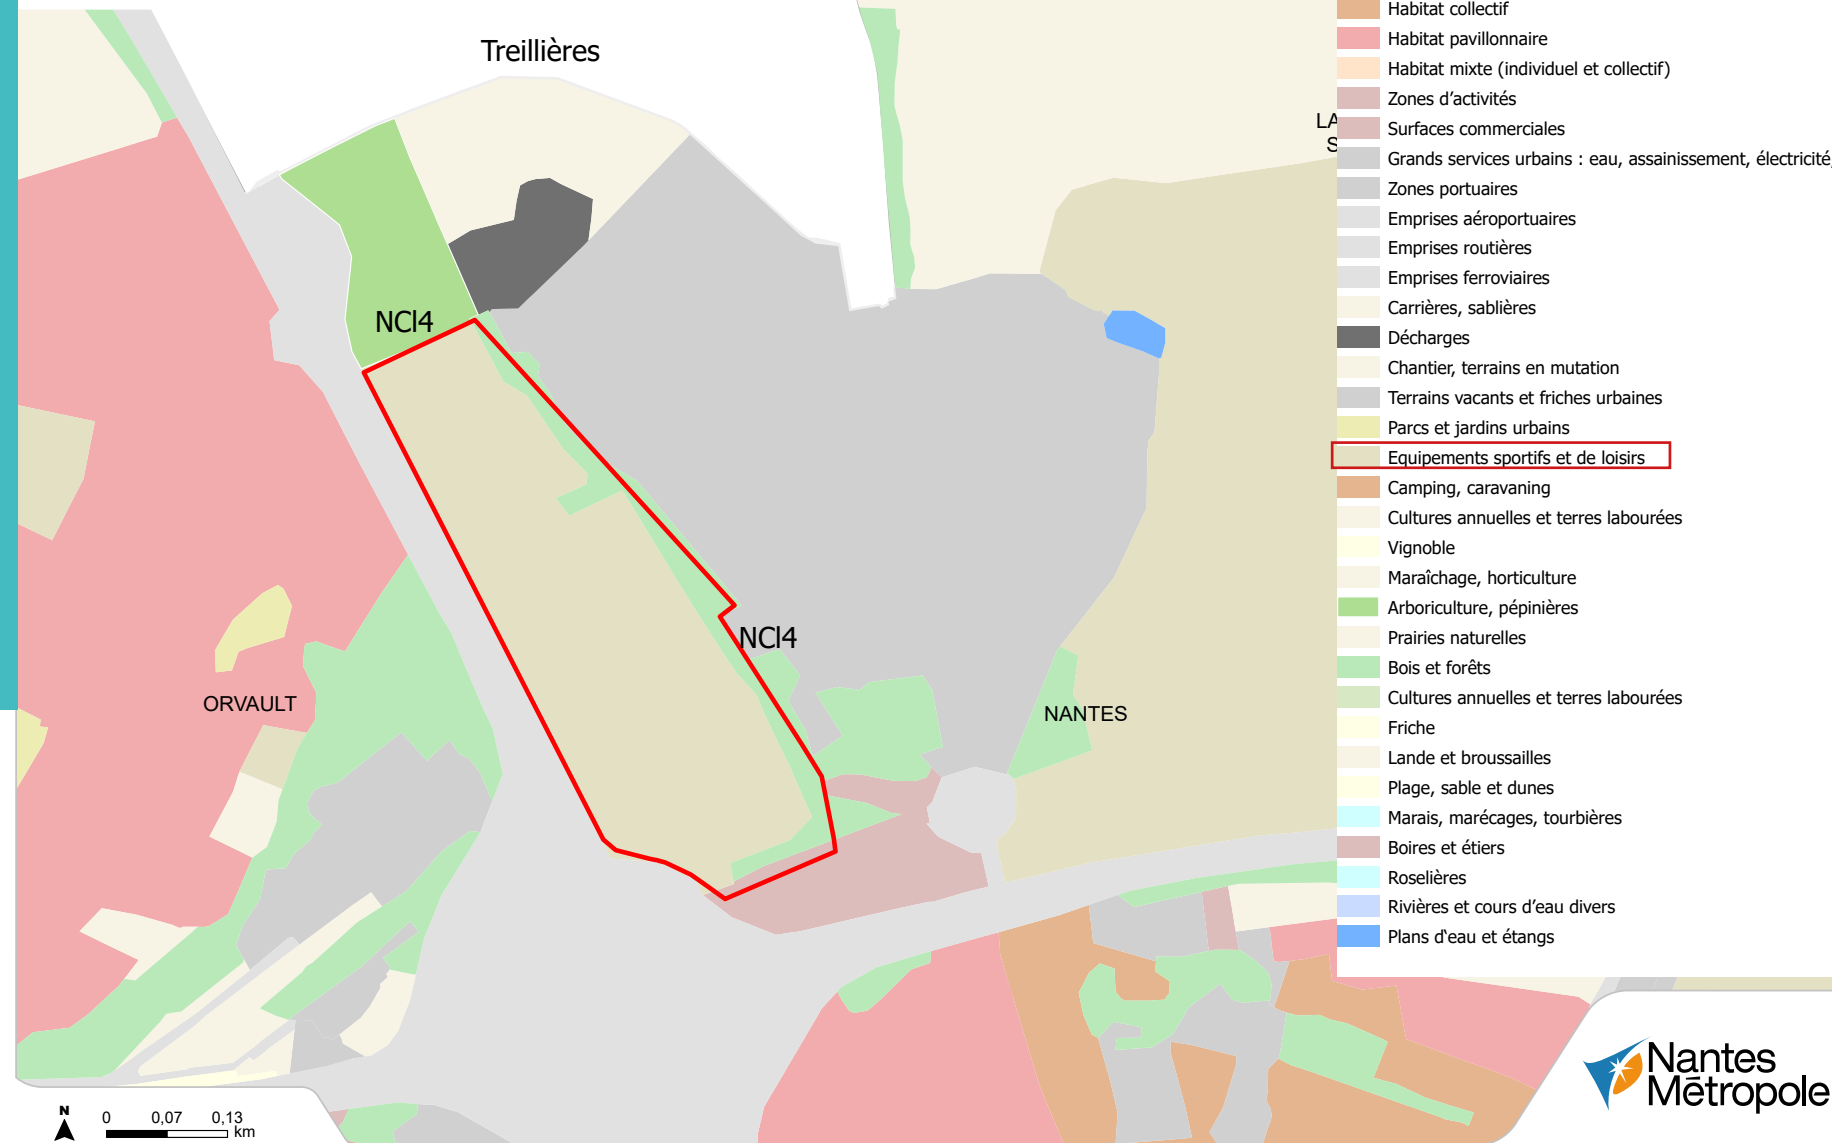 Treillières
NCl4
NCl4
ORVAULT
NANTES
LA
S
Habitat collectif
Habitat pavillonnaire
Habitat mixte (individuel et collectif)
Zones d’activités
Surfaces commerciales
Grands services urbains : eau, assainissement, électricité,
Zones portuaires
Emprises aéroportuaires
Emprises routières
Emprises ferroviaires
Carrières, sablières
Décharges
Chantier, terrains en mutation
Terrains vacants et friches urbaines
Parcs et jardins urbains
Equipements sportifs et de loisirs
Camping, caravaning
Cultures annuelles et terres labourées
Vignoble
Maraîchage, horticulture
Arboriculture, pépinières
Prairies naturelles
Bois et forêts
Cultures annuelles et terres labourées
Friche
Lande et broussailles
Plage, sable et dunes
Marais, marécages, tourbières
Boires et étiers
Roselières
Rivières et cours d’eau divers
Plans d‘eau et étangs
N
0 0,07 0,13
km
Nantes
Métropole